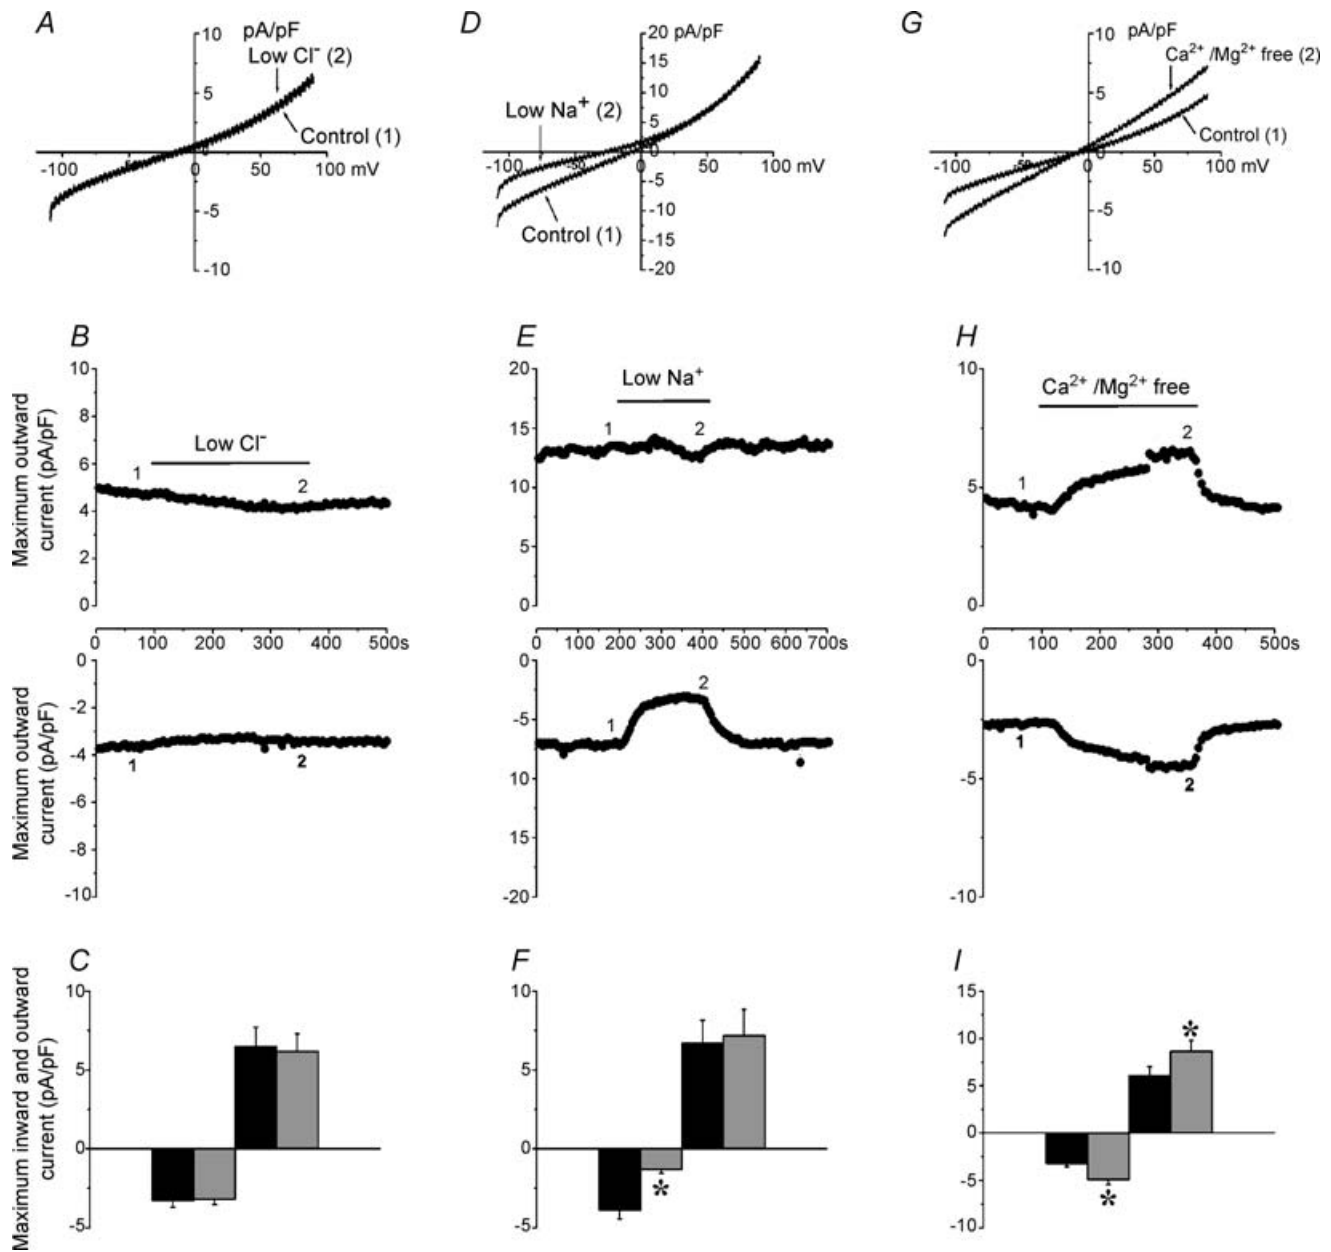 A
pA/pF
Low Cl⁻ (2)
Control (1)
10
5
-5
-10
-100
-50
0
50
100 mV
D
pA/pF
Low Na⁺ (2)
Control (1)
20
15
10
5
0
-5
-10
-15
-20
-100
-50
0
50
100 mV
G
pA/pF
Ca²⁺ /Mg²⁺ free (2)
Control (1)
10
5
-5
-10
-100
-50
0
50
100 mV
B
Maximum outward
current (pA/pF)
10
8
6
4
2
0
Low Cl⁻
1
2
0 100 200 300 400 500s
Maximum outward
current (pA/pF)
0
-2
-4
-6
-8
-10
1
2
E
20
15
10
5
0
Low Na⁺
1
2
0 100 200 300 400 500 600 700s
0
-5
10
15
-20
1
2
H
10
5
0
Ca²⁺ /Mg²⁺ free
1
2
0 100 200 300 400 500s
0
-5
-10
1
2
C
Maximum inward and outward
current (pA/pF)
10
5
0
-5
F
10
5
0
-5
*
I
15
10
5
0
-5
-10
*
*